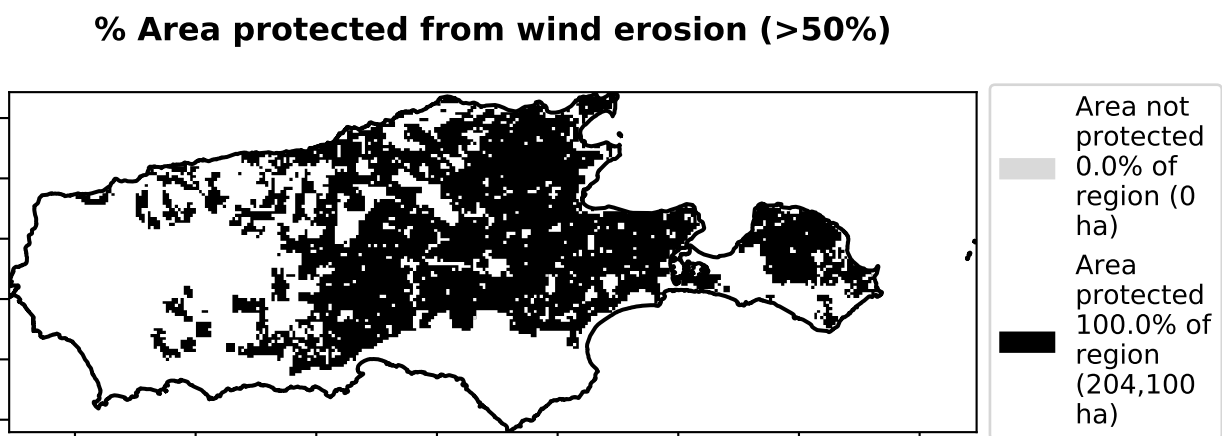 % Area protected from wind erosion (>50%)
Area not
protected
0.0% of
region (0
ha)
Area
protected
100.0% of
region
(204,100
ha)